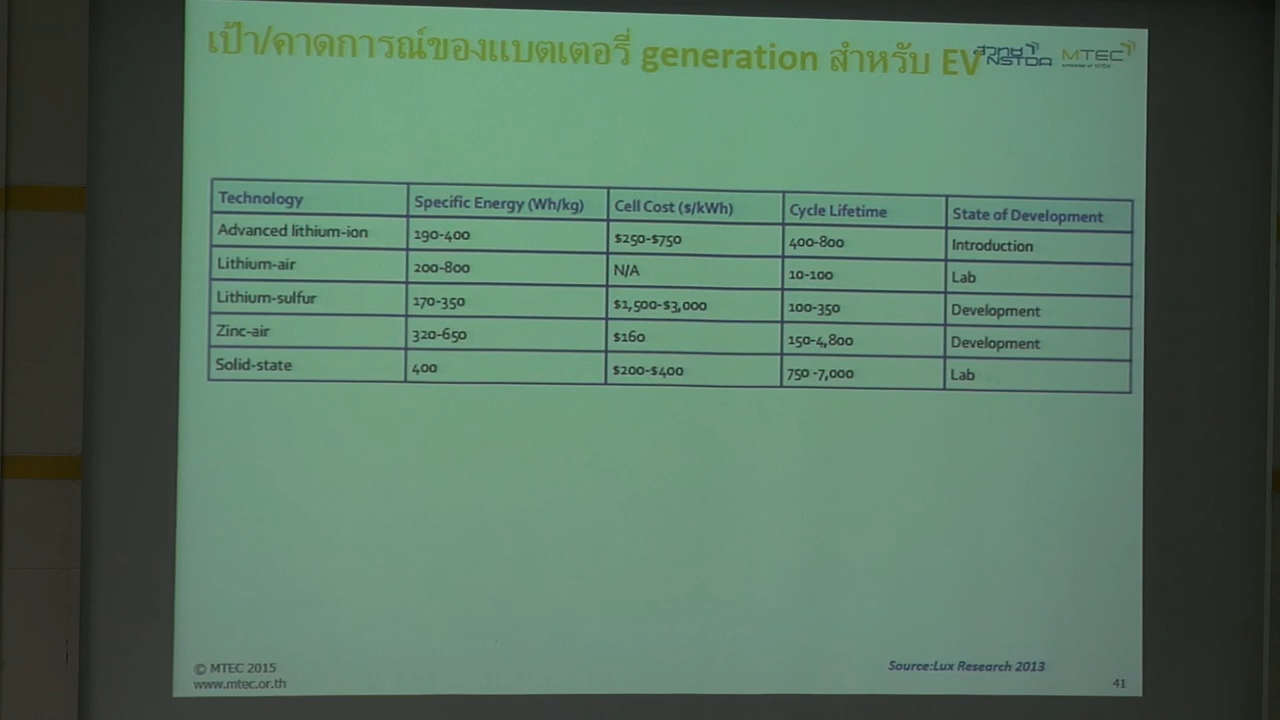 เป้า/คาดการณ์ของแบตเตอรี่ generation สำหรับ EV
สวทช NSTDA MTEC
Technology Specific Energy (Wh/kg) Cell Cost ($/kWh) Cycle Lifetime State of Development
Advanced lithium-ion 190-400 $250-$750 400-800 Introduction
Lithium-air 200-800 N/A 10-100 Lab
Lithium-sulfur 170-350 $1,500-$3,000 100-350 Development
Zinc-air 320-650 $160 150-4,800 Development
Solid-state 400 $200-$400 750 -7,000 Lab
© MTEC 2015
www.mtec.or.th
Source:Lux Research 2013
41